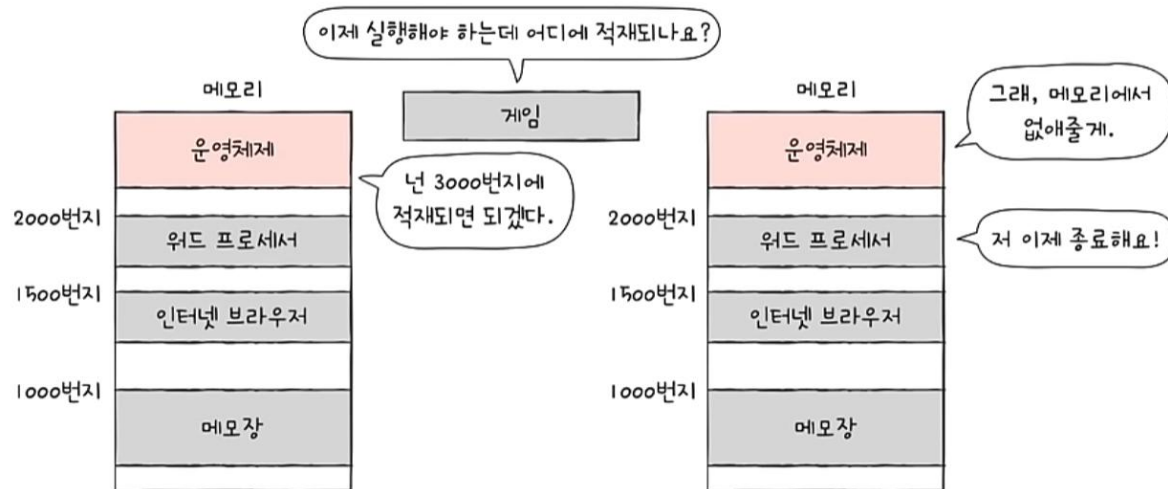 이제 실행해야 하는데 어디에 적재되나요?
메모리
게임
운영체제
넌 3000번지에
적재되면 되겠다.
2000번지
워드 프로세서
1500번지
인터넷 브라우저
1000번지
메모장
메모리
그래, 메모리에서
없애줄게.
운영체제
2000번지
워드 프로세서
저 이제 종료해요!
1500번지
인터넷 브라우저
1000번지
메모장